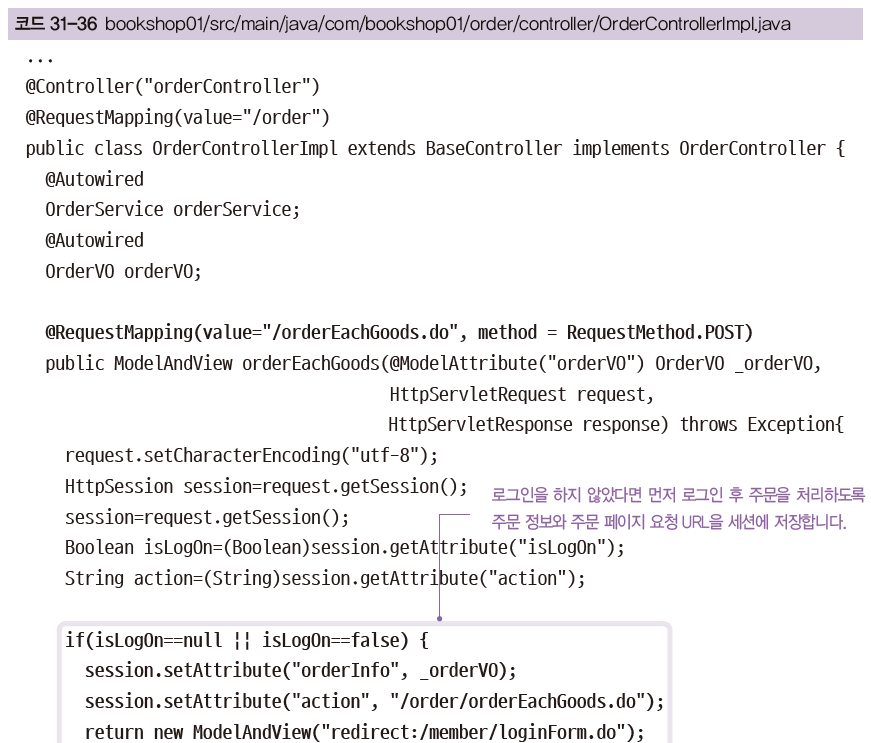 코드 31-36 bookshop01/src/main/java/com/bookshop01/order/controller/OrderControllerImpl.java
...
@Controller("orderController")
@RequestMapping(value="/order")
public class OrderControllerImpl extends BaseController implements OrderController {
@Autowired
OrderService orderService;
@Autowired
OrderVO orderVO;
@RequestMapping(value="/orderEachGoods.do", method = RequestMethod.POST)
public ModelAndView orderEachGoods(@ModelAttribute("orderVO") OrderVO _orderVO,
HttpServletRequest request,
HttpServletResponse response) throws Exception{
request.setCharacterEncoding("utf-8");
HttpSession session=request.getSession();
로그인을 하지 않았다면 먼저 로그인 후 주문을 처리하도록
주문 정보와 주문 페이지 요청 URL을 세션에 저장합니다.
session=request.getSession();
Boolean isLogOn=(Boolean)session.getAttribute("isLogOn");
String action=(String)session.getAttribute("action");
if(isLogOn==null || isLogOn==false) {
session.setAttribute("orderInfo", _orderVO);
session.setAttribute("action", "/order/orderEachGoods.do");
return new ModelAndView("redirect:/member/loginForm.do");